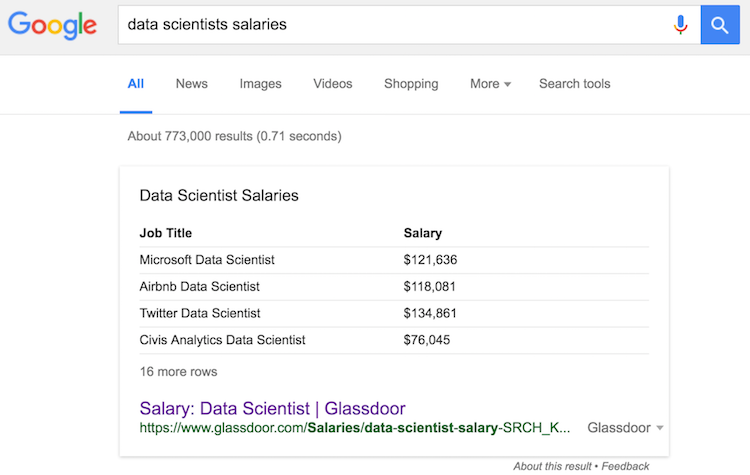 Google data scientists salaries
All News Images Videos Shopping More Search tools
About 773,000 results (0.71 seconds)
Data Scientist Salaries
Job Title Salary
Microsoft Data Scientist $121,636
Airbnb Data Scientist $118,081
Twitter Data Scientist $134,861
Civis Analytics Data Scientist $76,045
16 more rows
Salary: Data Scientist | Glassdoor
https://www.glassdoor.com/Salaries/data-scientist-salary-SRCH_K... Glassdoor
About this result • Feedback